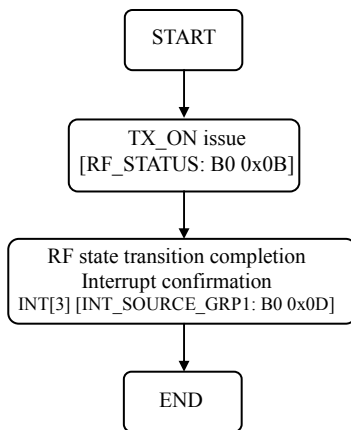 START
TX_ON issue
[RF_STATUS: B0 0x0B]
RF state transition completion
Interrupt confirmation
INT[3] [INT_SOURCE_GRP1: B0 0x0D]
END